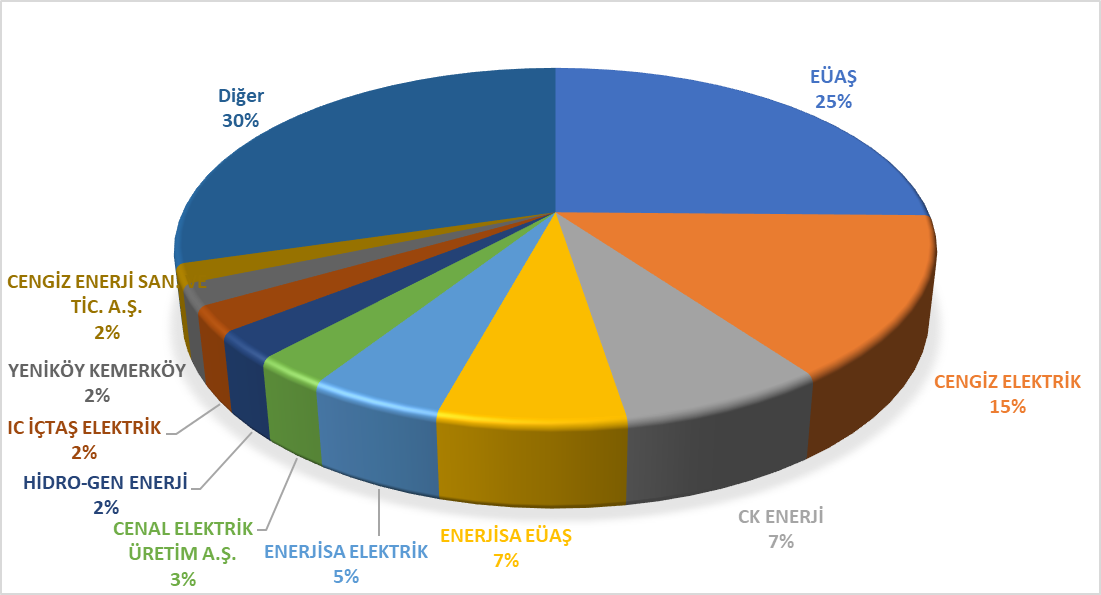 EÜAŞ
25%
CENGİZ ELEKTRİK
15%
CK ENERJİ
7%
ENERJİSA EÜAŞ
7%
ENERJİSA ELEKTRİK
5%
CENAL ELEKTRİK
ÜRETİM A.Ş.
3%
HİDRO-GEN ENERJİ
2%
IC İÇTAŞ ELEKTRİK
2%
YENİKÖY KEMERKÖY
2%
CENGİZ ENERJİ SAN. VE
TİC. A.Ş.
2%
Diğer
30%